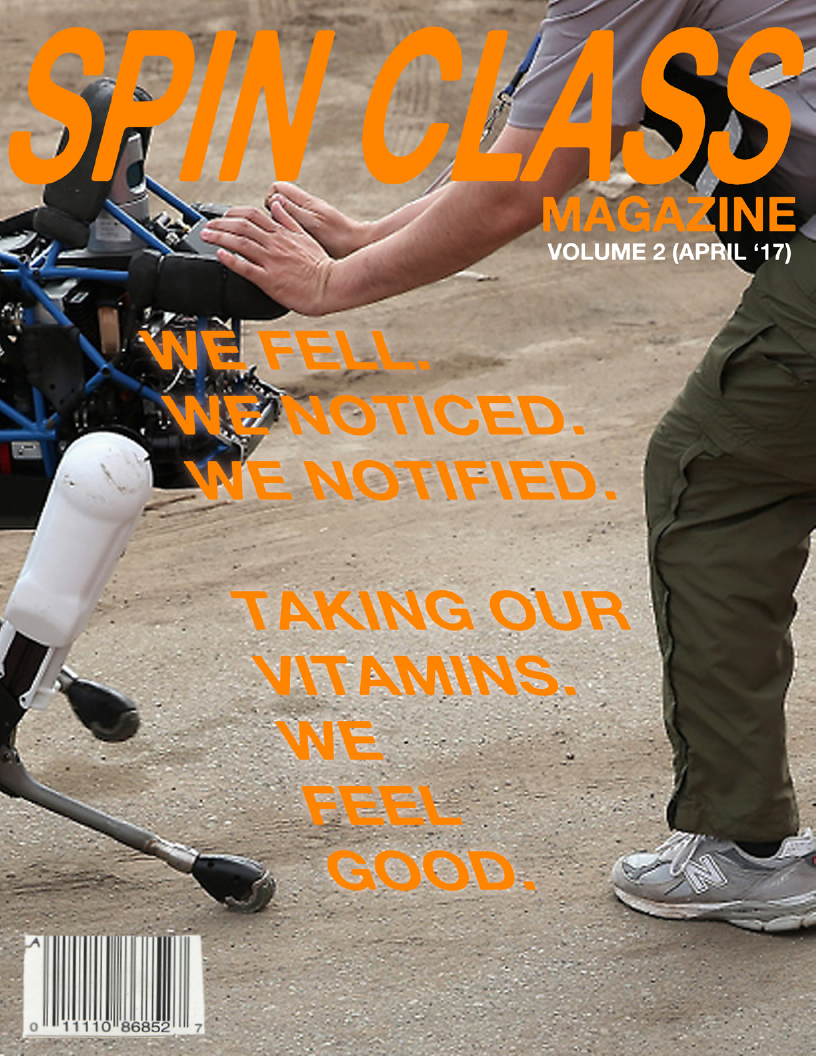 SPIN CLASS
MAGAZINE
VOLUME 2 (APRIL ‘17)
WE FELL.
WE NOTICED.
WE NOTIFIED.
TAKING OUR
VITAMINS.
WE
FEEL
GOOD.
N
A
0 11110 86852 7